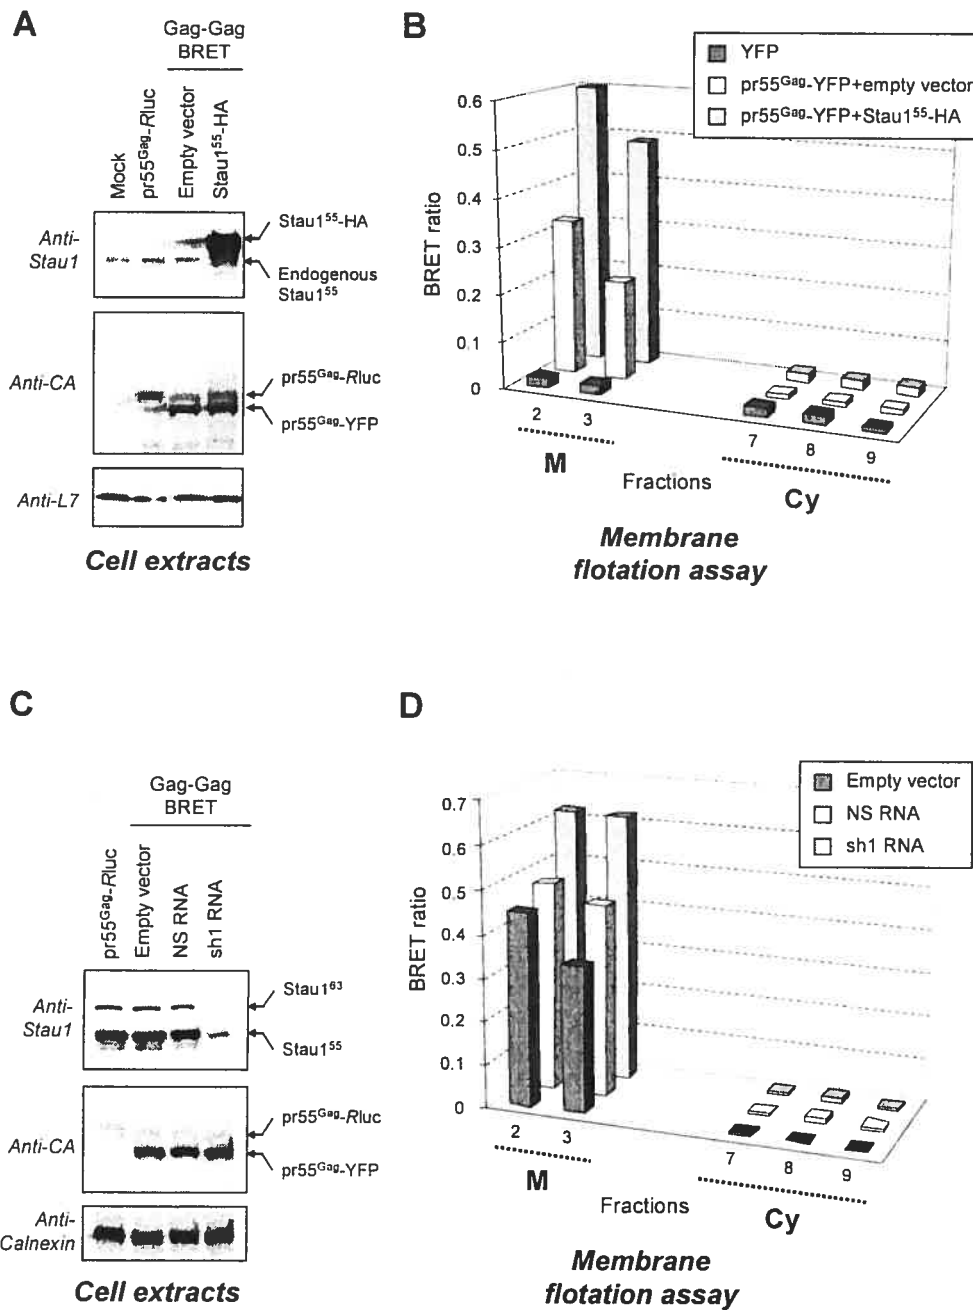 A
Gag-Gag
BRET
Mock
pr55Gag-Rluc
Empty vector
Stau155-HA
Anti-
Stau1
Stau155-HA
Endogenous
Stau155
Anti-CA
pr55Gag-Rluc
pr55Gag-YFP
Anti-L7
Cell extracts
B
YFP
pr55Gag-YFP+empty vector
pr55Gag-YFP+Stau155-HA
BRET ratio
0.6
0.5
0.4
0.3
0.2
0.1
0
2 3 7 8 9
M
Fractions
Cy
Membrane
flotation assay
C
Gag-Gag
BRET
pr55Gag-Rluc
Empty vector
NS RNA
sh1 RNA
Anti-
Stau1
Stau163
Stau155
Anti-CA
pr55Gag-Rluc
pr55Gag-YFP
Anti-
Calnexin
Cell extracts
D
Empty vector
NS RNA
sh1 RNA
BRET ratio
0.7
0.6
0.5
0.4
0.3
0.2
0.1
0
2 3 7 8 9
M
Fractions
Cy
Membrane
flotation assay